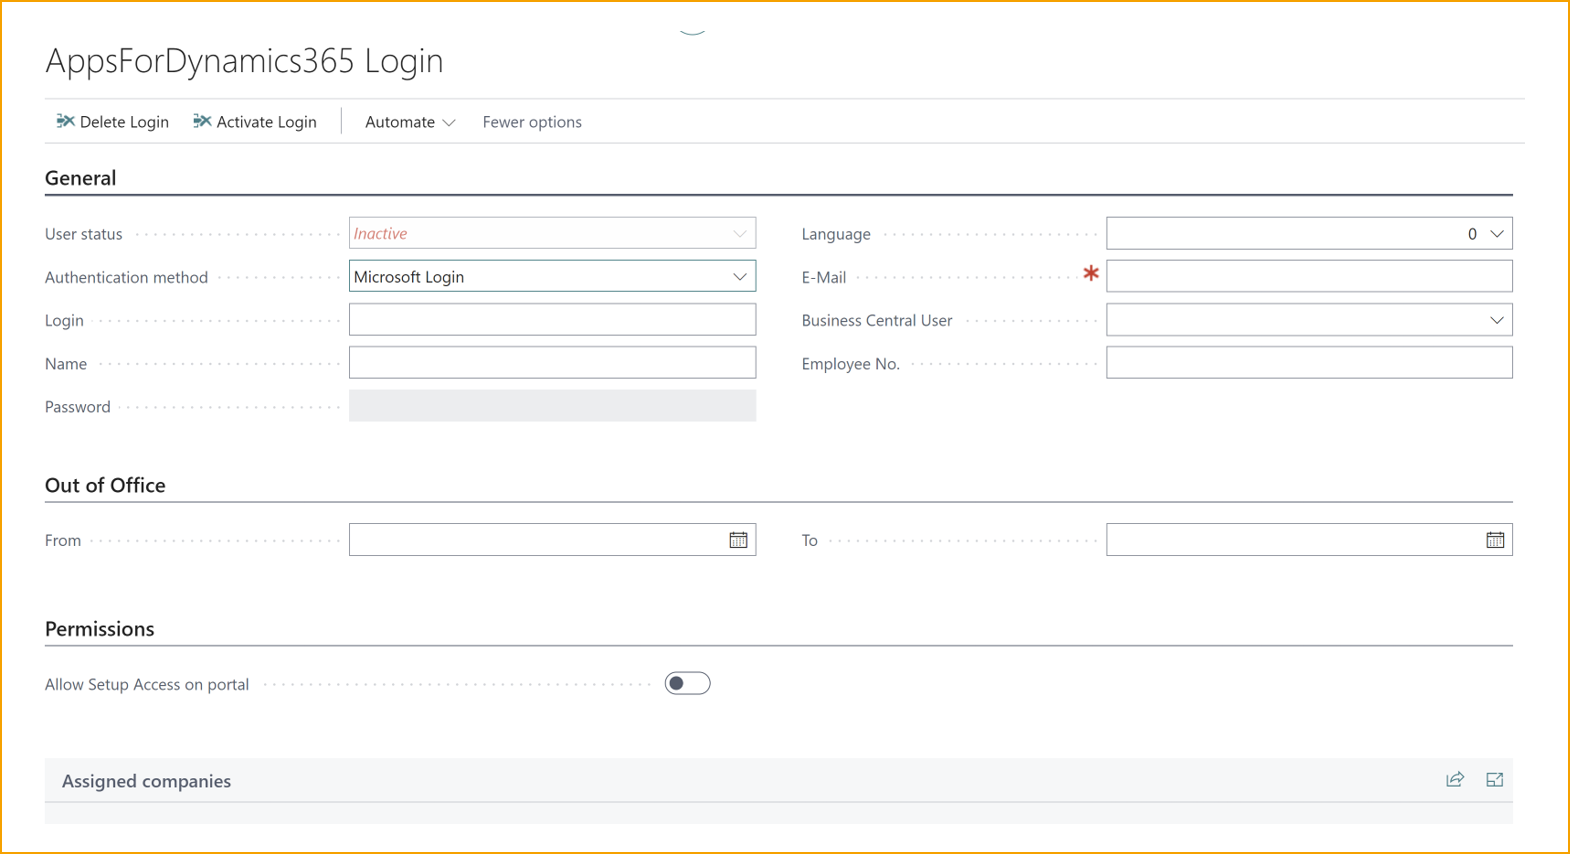 AppsForDynamics365 Login
Delete Login Activate Login Automate Fewer options
General
User status Inactive Language 0
Authentication method Microsoft Login E-Mail *
Login Business Central User
Name Employee No.
Password
Out of Office
From To
Permissions
Allow Setup Access on portal
Assigned companies